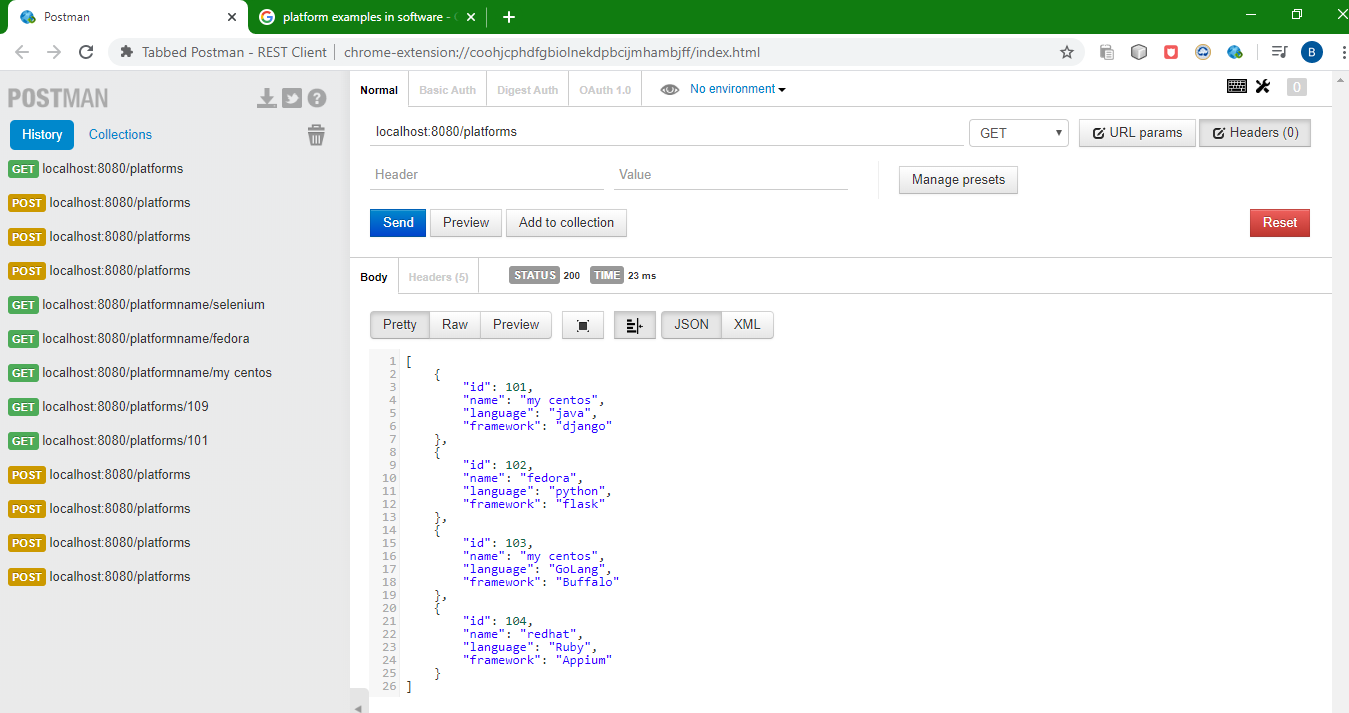 Postman
platform examples in software - G
Tabbed Postman - REST Client | chrome-extension://coohjcphdfgbiolnekdpbcijmhambjff/index.html
B
POSTMAN
?
History Collections
GET localhost:8080/platforms
POST localhost:8080/platforms
POST localhost:8080/platforms
POST localhost:8080/platforms
GET localhost:8080/platformname/selenium
GET localhost:8080/platformname/fedora
GET localhost:8080/platformname/my centos
GET localhost:8080/platforms/109
GET localhost:8080/platforms/101
POST localhost:8080/platforms
POST localhost:8080/platforms
POST localhost:8080/platforms
POST localhost:8080/platforms
Normal Basic Auth Digest Auth OAuth 1.0 No environment 0
localhost:8080/platforms GET URL params Headers (0)
Header Value Manage presets
Send Preview Add to collection Reset
Body Headers (5) STATUS 200 TIME 23 ms
Pretty Raw Preview JSON XML
1 [
2 {
3 "id": 101,
4 "name": "my centos",
5 "language": "java",
6 "framework": "django"
7 },
8 {
9 "id": 102,
10 "name": "fedora",
11 "language": "python",
12 "framework": "flask"
13 },
14 {
15 "id": 103,
16 "name": "my centos",
17 "language": "GoLang",
18 "framework": "Buffalo"
19 },
20 {
21 "id": 104,
22 "name": "redhat",
23 "language": "Ruby",
24 "framework": "Appium"
25 }
26 ]